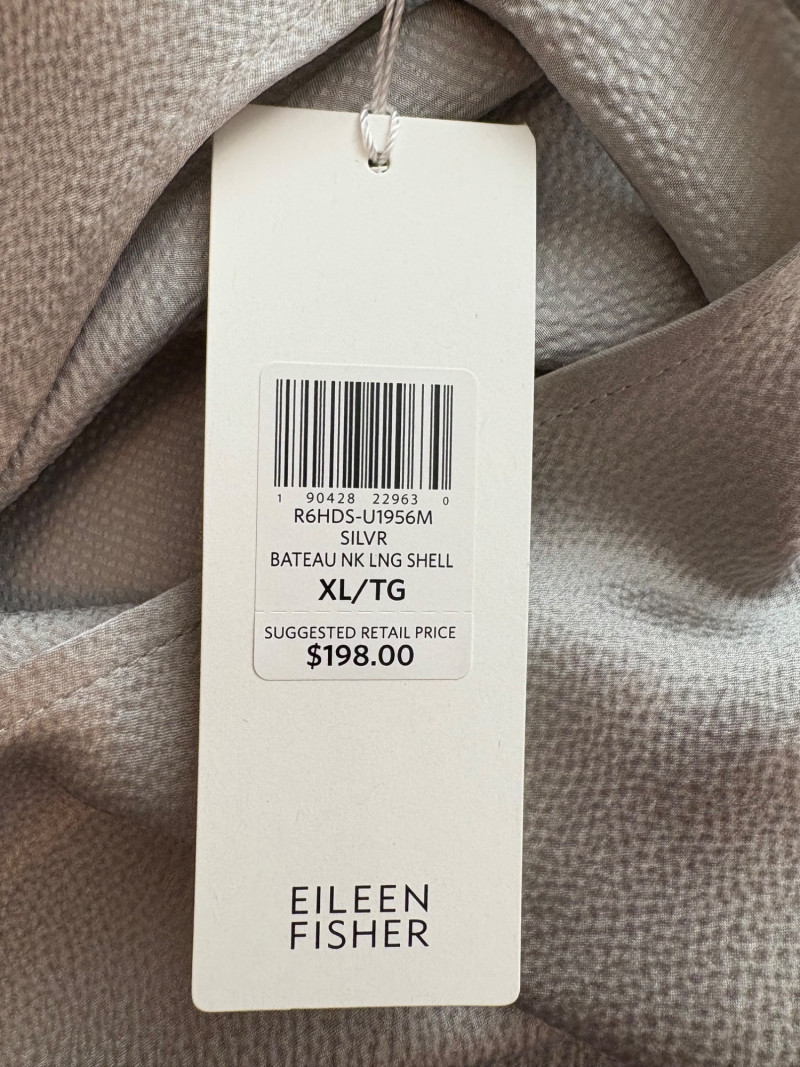 1 90428 22963 0
R6HDS-U1956M
SILVR
BATEAU NK LNG SHELL
XL/TG
SUGGESTED RETAIL PRICE
$198.00
EILEEN
FISHER